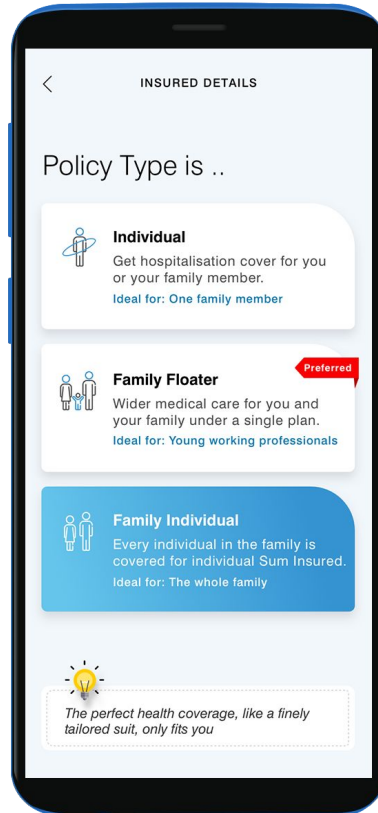 INSURED DETAILS
Policy Type is ..
Individual
Get hospitalisation cover for you
or your family member.
Ideal for: One family member
Preferred
Family Floater
Wider medical care for you and
your family under a single plan.
Ideal for: Young working professionals
Family Individual
Every individual in the family is
covered for individual Sum Insured.
Ideal for: The whole family
The perfect health coverage, like a finely
tailored suit, only fits you